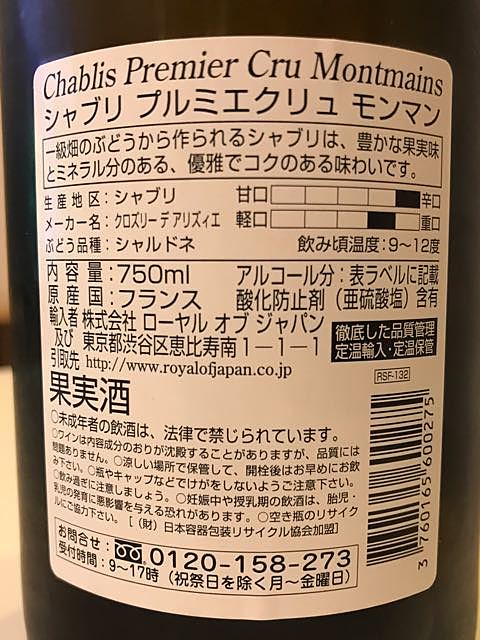 Chablis Premier Cru Montmains
シャブリ プルミエクリュ モンマン
一級畑のぶどうから作られるシャブリは、豊かな果実味
とミネラル分のある、優雅でコクのある味わいです。
生産地区：シャブリ 甘口 辛口
メーカー名：クロズリー デ アリズィエ 軽口 重口
ぶどう品種：シャルドネ 飲み頃温度：9～12度
内容量：750ml アルコール分：表ラベルに記載
原産国：フランス 酸化防止剤（亜硫酸塩）含有
輸入者 株式会社 ローヤル オブ ジャパン
及び 東京都渋谷区恵比寿南1－1－1
引取先 http://www.royalofjapan.co.jp
徹底した品質管理
定温輸入・定温保管
RSF-132
果実酒
○未成年者の飲酒は、法律で禁じられています。
○ワインは内容成分のおりが沈殿することがありますが、品質には
問題ありません。○涼しい場所で保管して、開栓後はお早めにお飲
み下さい。○瓶やキャップなどでけがをしないようご注意下さい。
○飲み過ぎに注意しましょう。○妊娠中や授乳期の飲酒は、胎児・
乳児の発育に悪影響を与える恐れがあります。○空き瓶のリサイク
ルにご協力下さい。［（財）日本容器包装リサイクル協会加盟］
お問合せ：0120-158-273
受付時間：9～17時（祝祭日を除く月～金曜日）
3 760165 600275